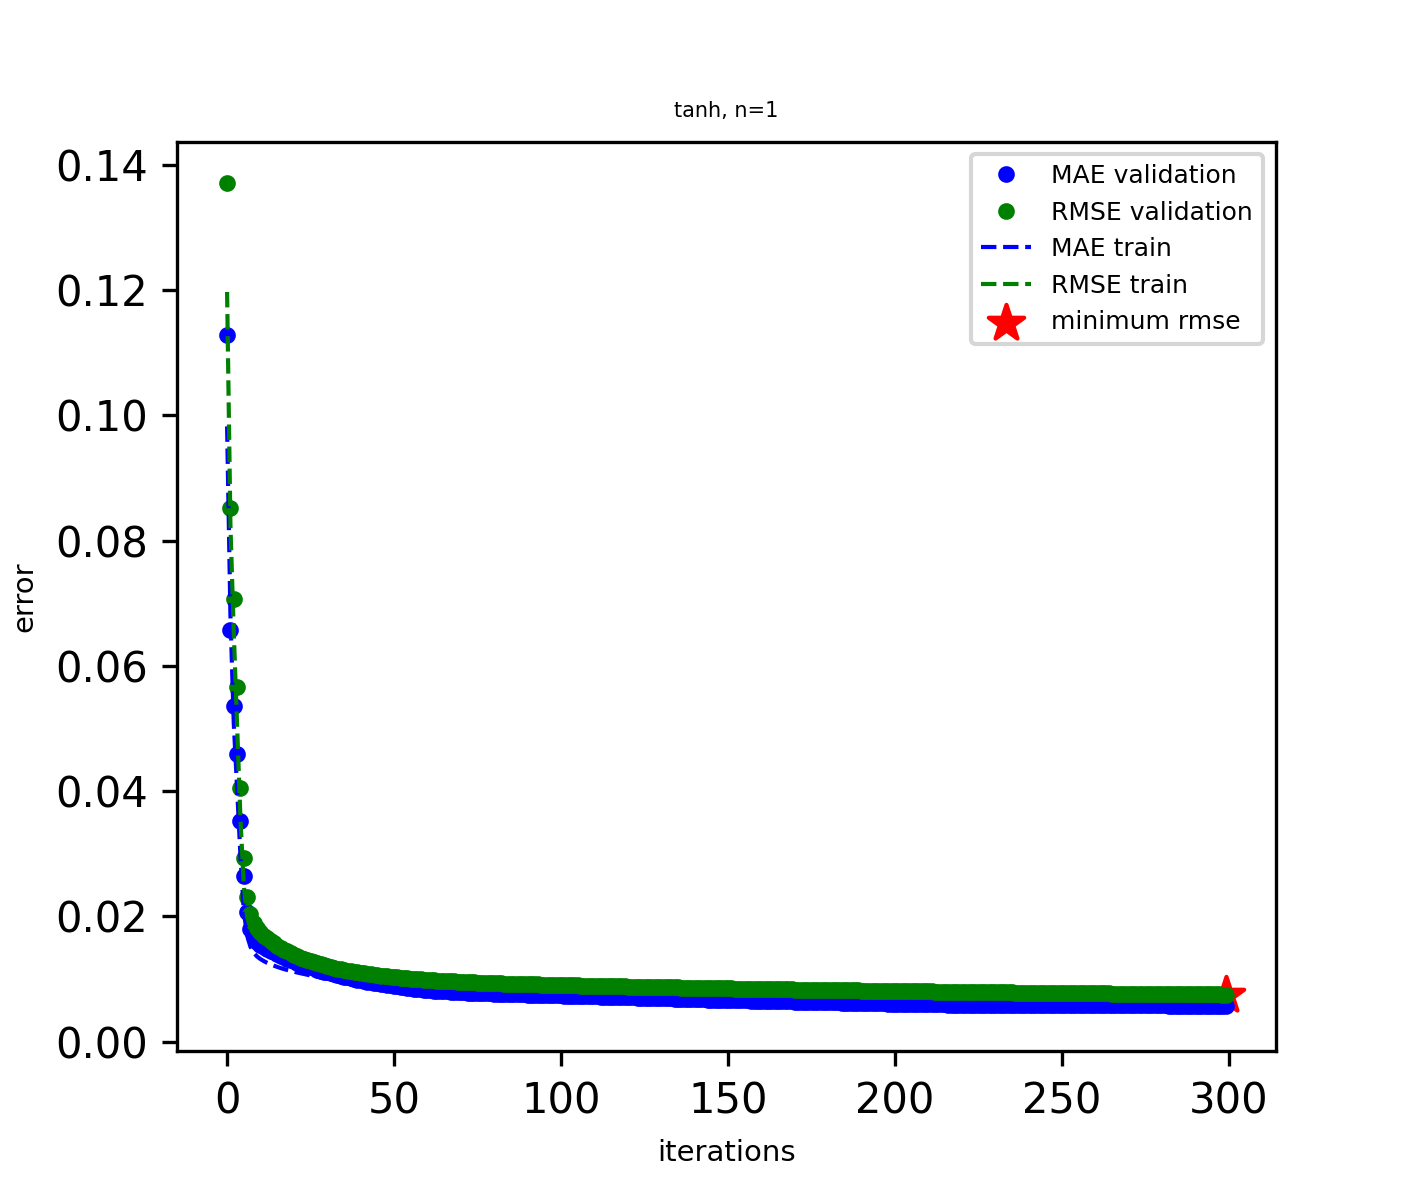 tanh, n=1
0.14
0.12
0.10
0.08
0.06
0.04
0.02
0.00
error
MAE validation
RMSE validation
MAE train
RMSE train
minimum rmse
0 50 100 150 200 250 300
iterations